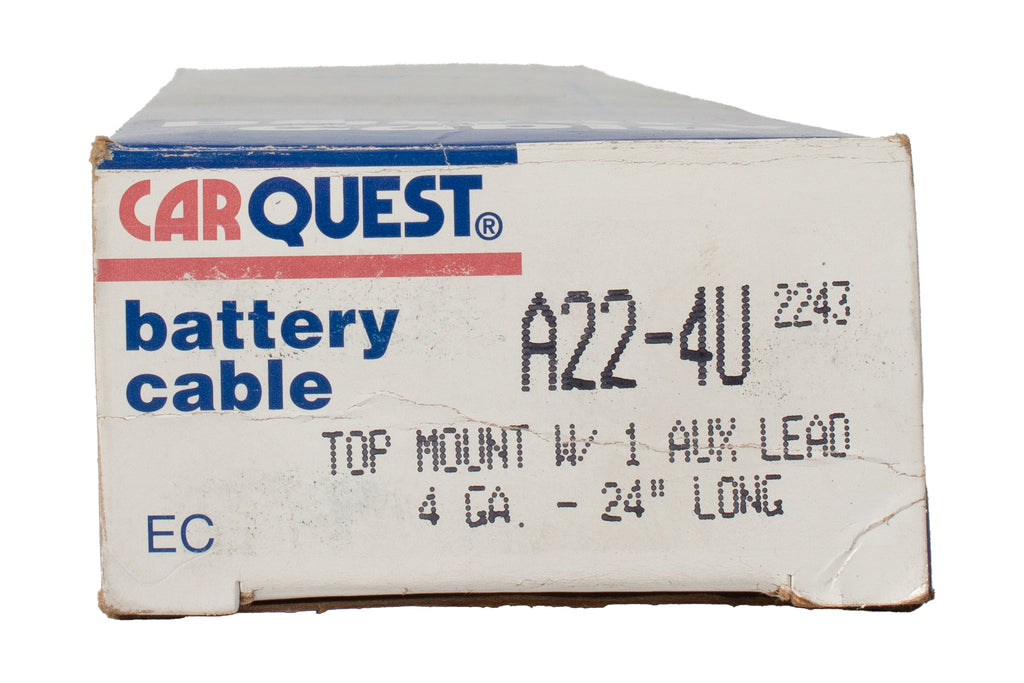 CARQUEST®
battery
cable
A22-4U 2243
TOP MOUNT W/ 1 AUX LEAD
4 GA. - 24" LONG
EC